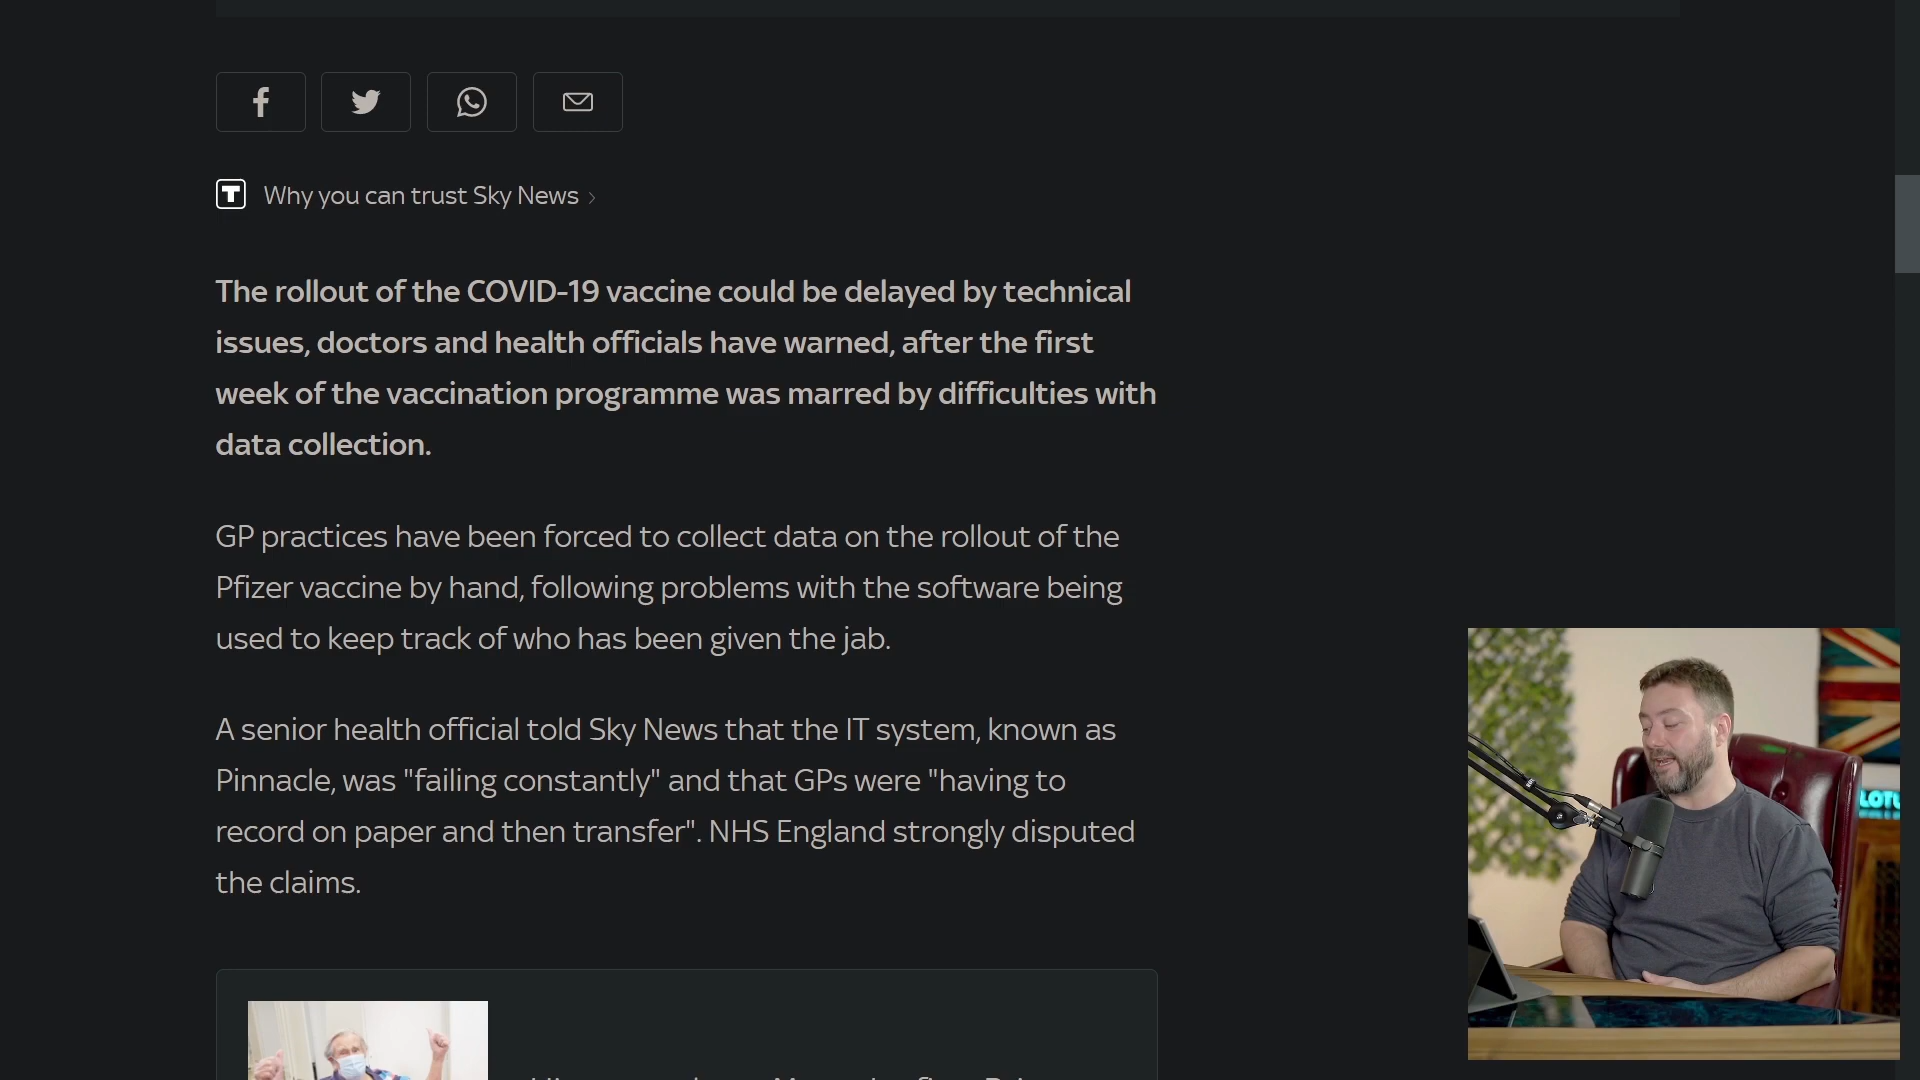 Why you can trust Sky News >
The rollout of the COVID-19 vaccine could be delayed by technical
issues, doctors and health officials have warned, after the first
week of the vaccination programme was marred by difficulties with
data collection.
GP practices have been forced to collect data on the rollout of the
Pfizer vaccine by hand, following problems with the software being
used to keep track of who has been given the jab.
A senior health official told Sky News that the IT system, known as
Pinnacle, was "failing constantly" and that GPs were "having to
record on paper and then transfer". NHS England strongly disputed
the claims.